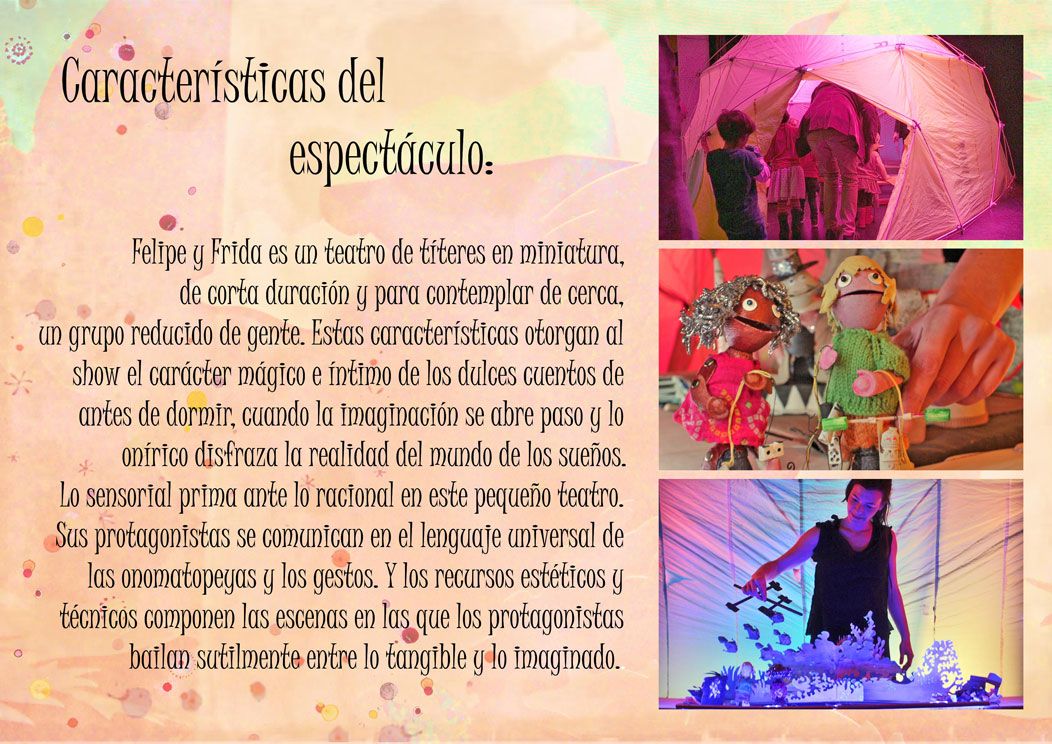 Características del
espectáculo:
Felipe y Frida es un teatro de títeres en miniatura,
de corta duración y para contemplar de cerca,
un grupo reducido de gente. Estas características otorgan al
show el carácter mágico e íntimo de los dulces cuentos de
antes de dormir, cuando la imaginación se abre paso y lo
onírico disfraza la realidad del mundo de los sueños.
Lo sensorial prima ante lo racional en este pequeño teatro.
Sus protagonistas se comunican en el lenguaje universal de
las onomatopeyas y los gestos. Y los recursos estéticos y
técnicos componen las escenas en las que los protagonistas
bailan sutilmente entre lo tangible y lo imaginado.